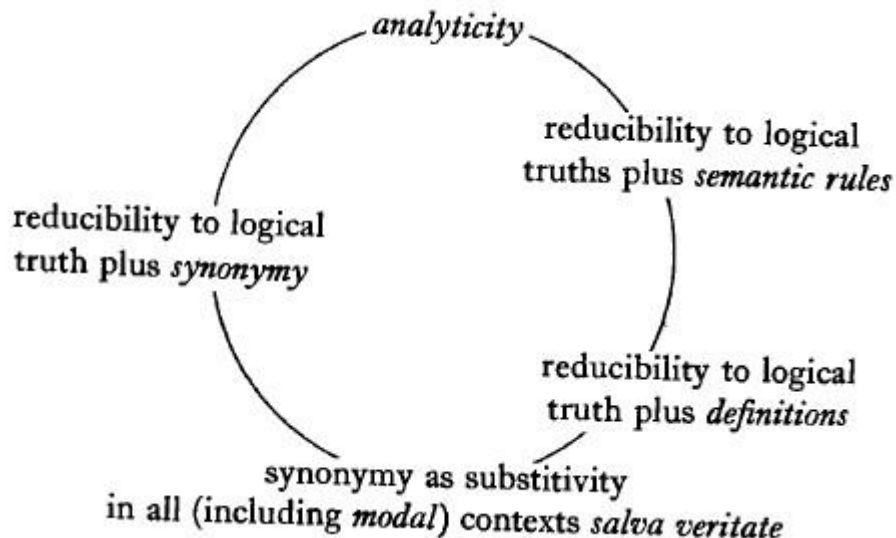 analyticity
reducibility to logical
truths plus semantic rules
reducibility to logical
truth plus synonymy
reducibility to logical
truth plus definitions
synonymy as substitivity
in all (including modal) contexts salva veritate